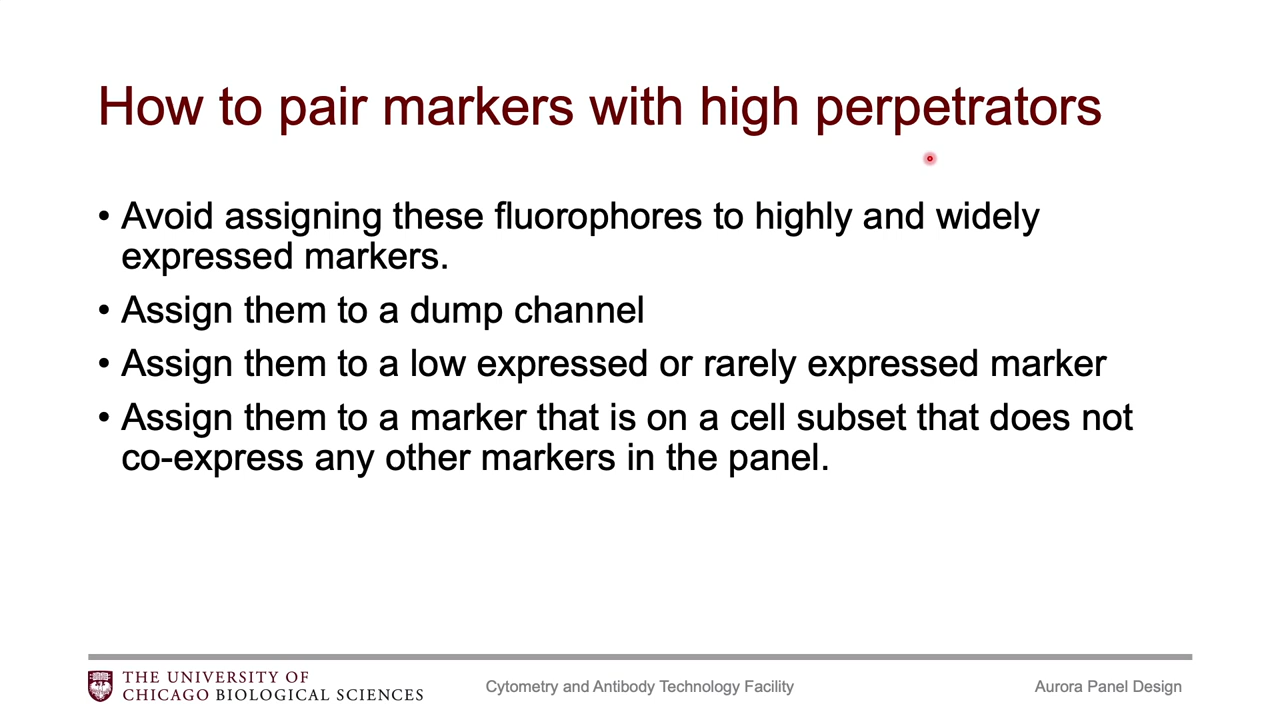 How to pair markers with high perpetrators
• Avoid assigning these fluorophores to highly and widely
expressed markers.
• Assign them to a dump channel
• Assign them to a low expressed or rarely expressed marker
• Assign them to a marker that is on a cell subset that does not
co-express any other markers in the panel.
THE UNIVERSITY OF
CHICAGO BIOLOGICAL SCIENCES
Cytometry and Antibody Technology Facility
Aurora Panel Design